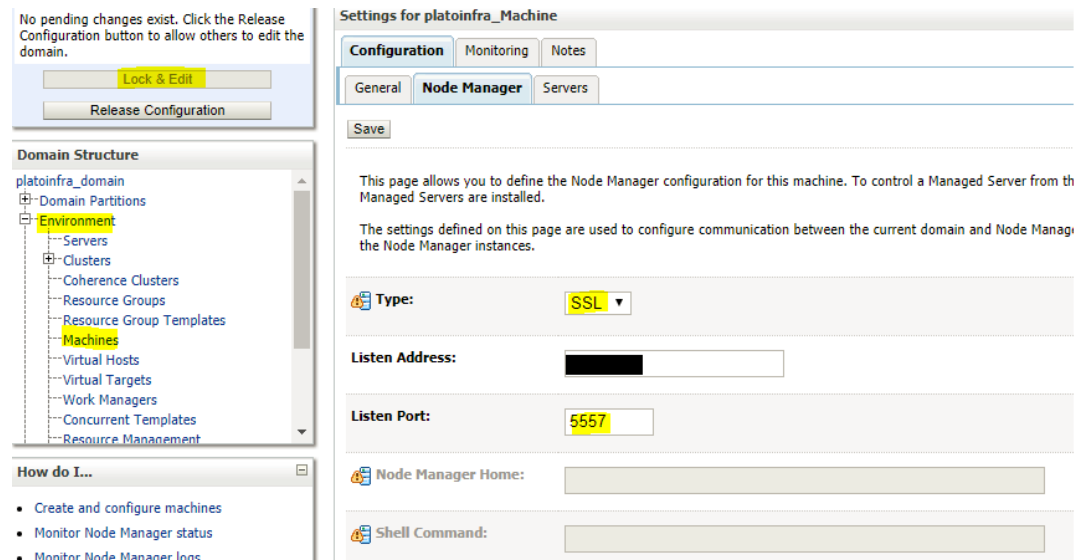 No pending changes exist. Click the Release
Configuration button to allow others to edit the
domain.
Lock & Edit
Release Configuration
Domain Structure
platoinfra_domain
Domain Partitions
Environment
Servers
Clusters
Coherence Clusters
Resource Groups
Resource Group Templates
Machines
Virtual Hosts
Virtual Targets
Work Managers
Concurrent Templates
Resource Management
How do I...
Create and configure machines
Monitor Node Manager status
Monitor Node Manager logs
Settings for platoinfra_Machine
Configuration Monitoring Notes
General Node Manager Servers
Save
This page allows you to define the Node Manager configuration for this machine. To control a Managed Server from th
Managed Servers are installed.
The settings defined on this page are used to configure communication between the current domain and Node Manage
the Node Manager instances.
Type: SSL
Listen Address:
Listen Port: 5557
Node Manager Home:
Shell Command: